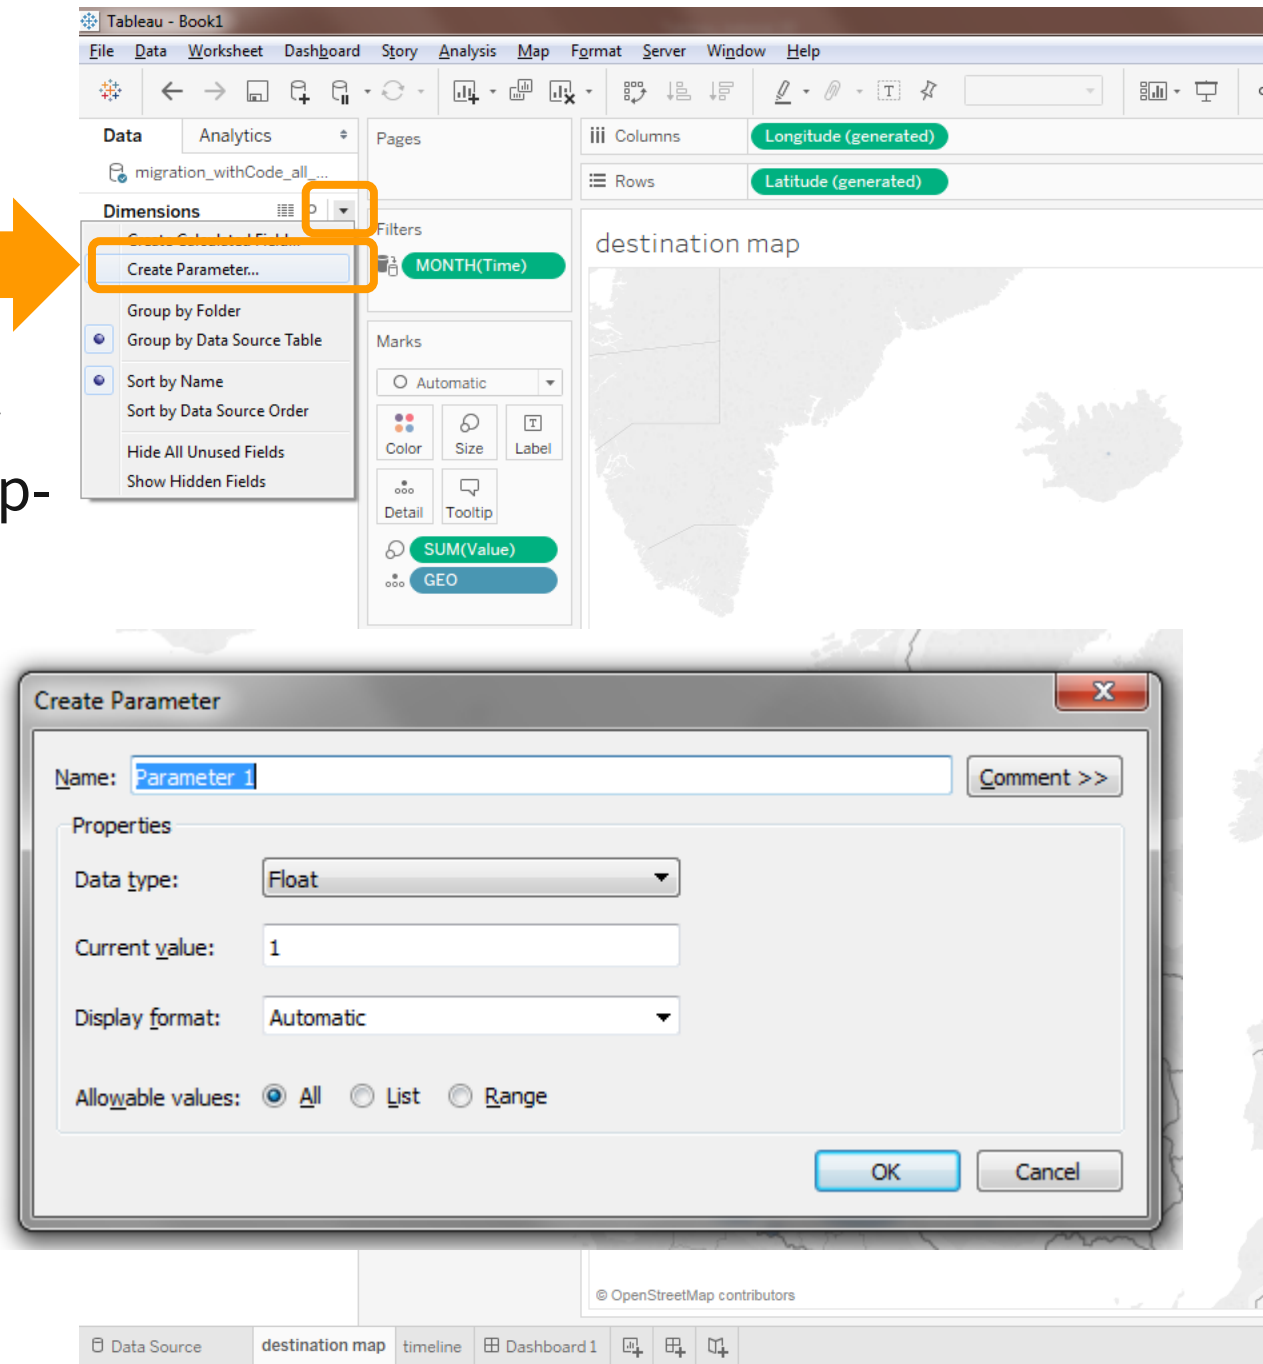 Tableau - Book1
File Data Worksheet Dashboard Story Analysis Map Format Server Window Help
Data Analytics
Pages
iii Columns
Longitude (generated)
migration_withCode_all_...
Rows
Latitude (generated)
Dimensions
Filters
Create Calculated Field...
destination map
Create Parameter...
MONTH(Time)
Group by Folder
Group by Data Source Table
Marks
Sort by Name
Automatic
Sort by Data Source Order
Color Size Label
Hide All Unused Fields
Show Hidden Fields
p-
Detail Tooltip
SUM(Value)
GEO
Create Parameter
Name: Parameter 1 Comment >>
Properties
Data type: Float
Current value: 1
Display format: Automatic
Allowable values: All List Range
OK Cancel
© OpenStreetMap contributors
Data Source destination map timeline Dashboard 1